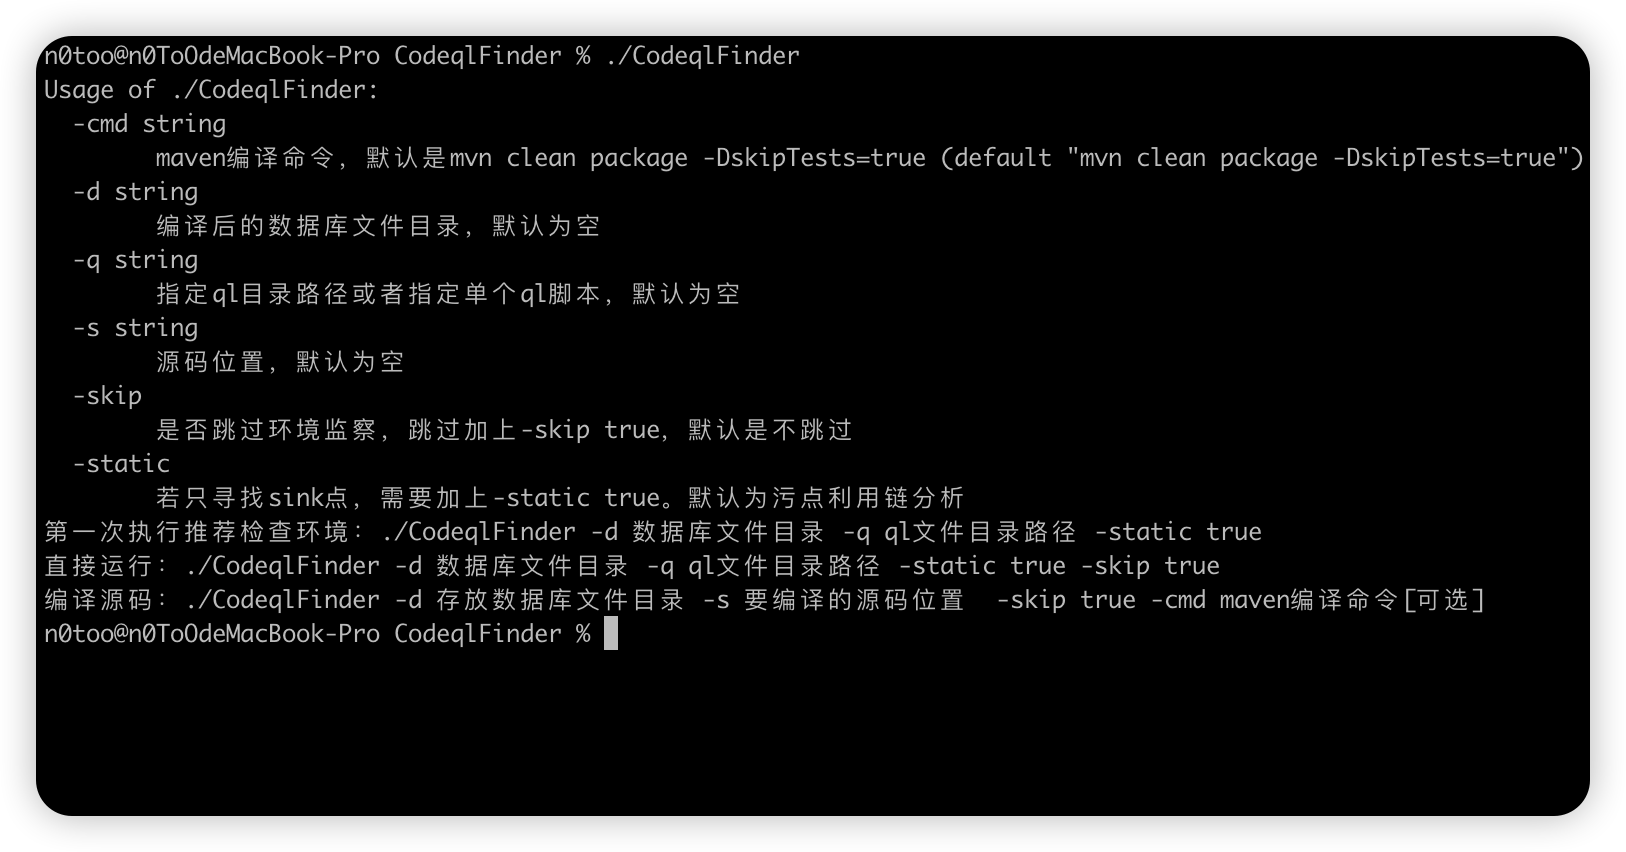 n0too@n0ToOdeMacBook-Pro CodeqlFinder % ./CodeqlFinder
Usage of ./CodeqlFinder:
  -cmd string
        maven编译命令，默认是mvn clean package -DskipTests=true (default "mvn clean package -DskipTests=true")
  -d string
        编译后的数据库文件目录，默认为空
  -q string
        指定ql目录路径或者指定单个ql脚本，默认为空
  -s string
        源码位置，默认为空
  -skip
        是否跳过环境监察，跳过加上-skip true，默认是不跳过
  -static
        若只寻找sink点，需要加上-static true。默认为污点利用链分析
第一次执行推荐检查环境：./CodeqlFinder -d 数据库文件目录 -q ql文件目录路径 -static true
直接运行：./CodeqlFinder -d 数据库文件目录 -q ql文件目录路径 -static true -skip true
编译源码：./CodeqlFinder -d 存放数据库文件目录 -s 要编译的源码位置  -skip true -cmd maven编译命令[可选]
n0too@n0ToOdeMacBook-Pro CodeqlFinder %